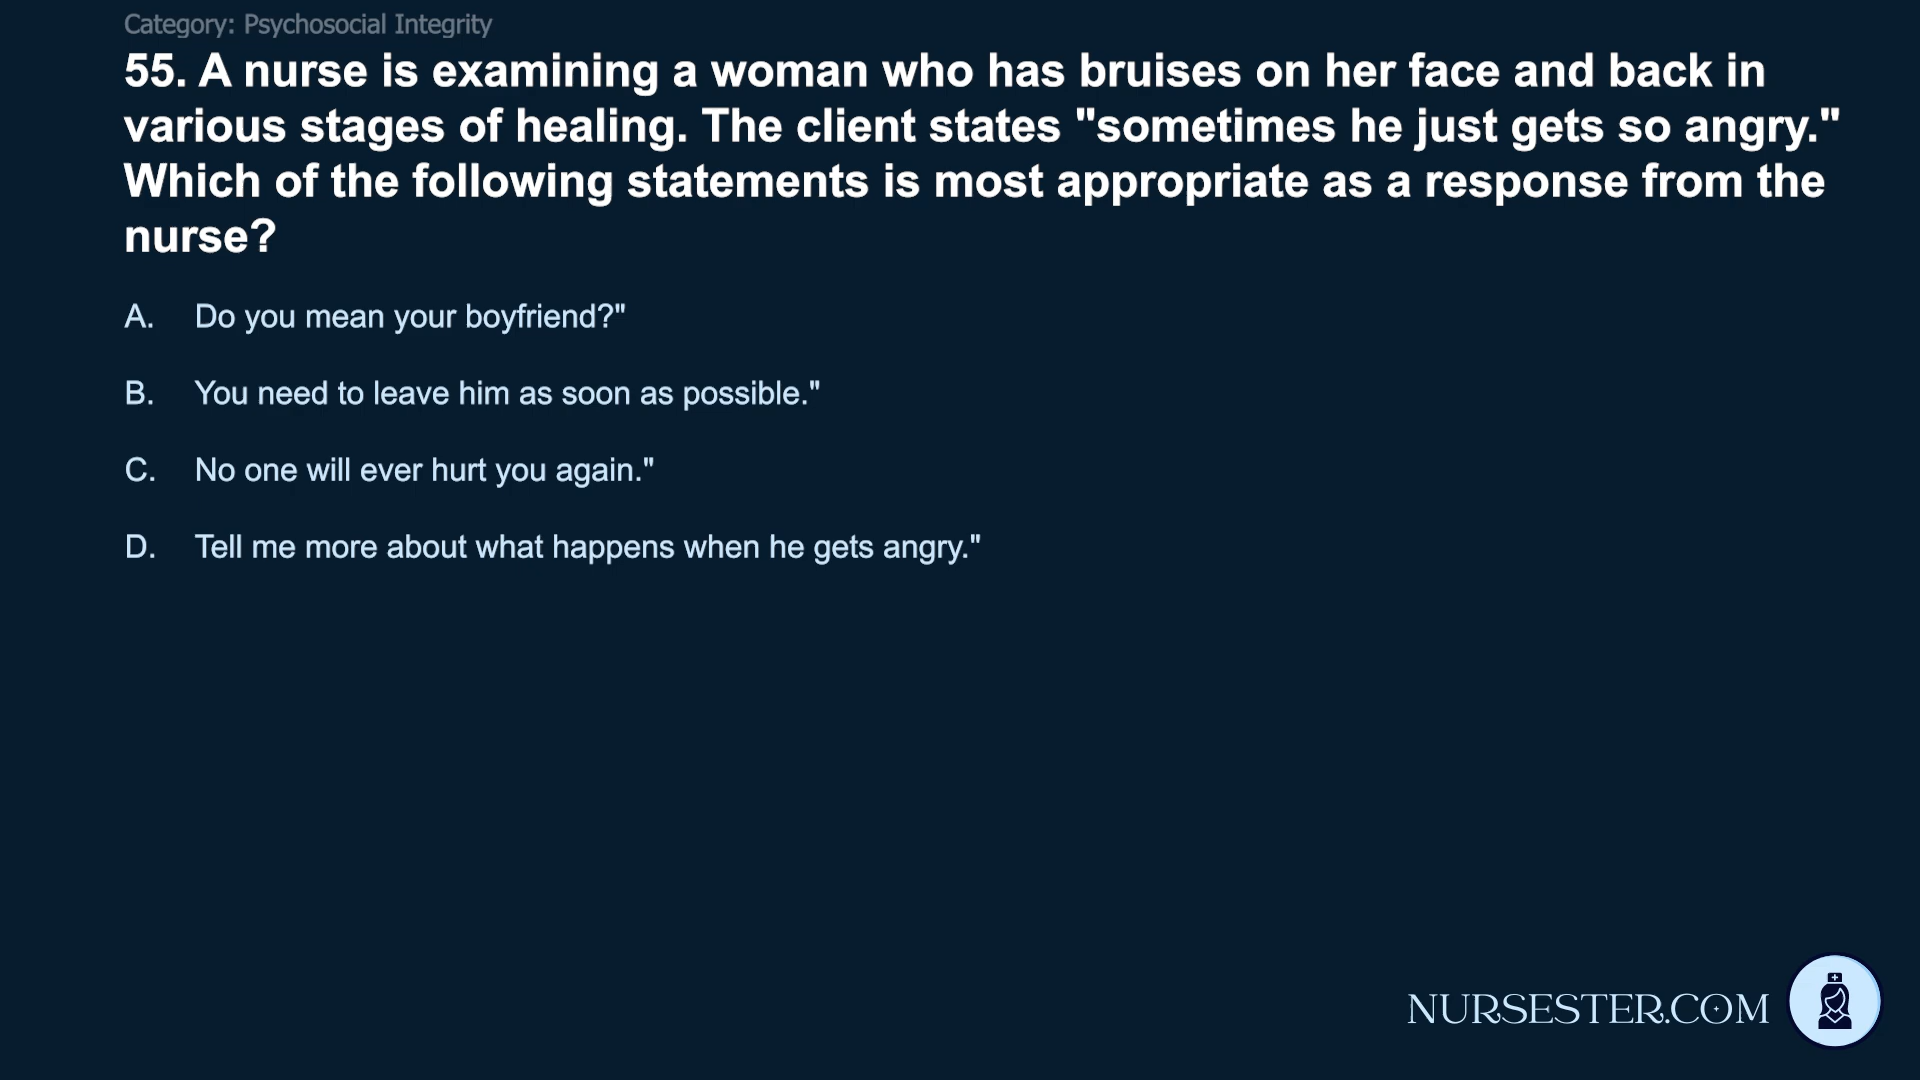 Category: Psychosocial Integrity
55. A nurse is examining a woman who has bruises on her face and back in
various stages of healing. The client states "sometimes he just gets so angry."
Which of the following statements is most appropriate as a response from the
nurse?
A. Do you mean your boyfriend?"
B. You need to leave him as soon as possible."
C. No one will ever hurt you again."
D. Tell me more about what happens when he gets angry."
NURSESTER.COM